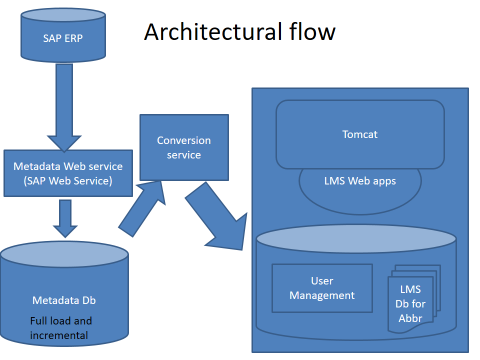 Architectural flow
SAP ERP
Metadata Web service
(SAP Web Service)
Conversion
service
Tomcat
LMS Web apps
Metadata Db
Full load and
incremental
User
Management
LMS
Db for
Abbr